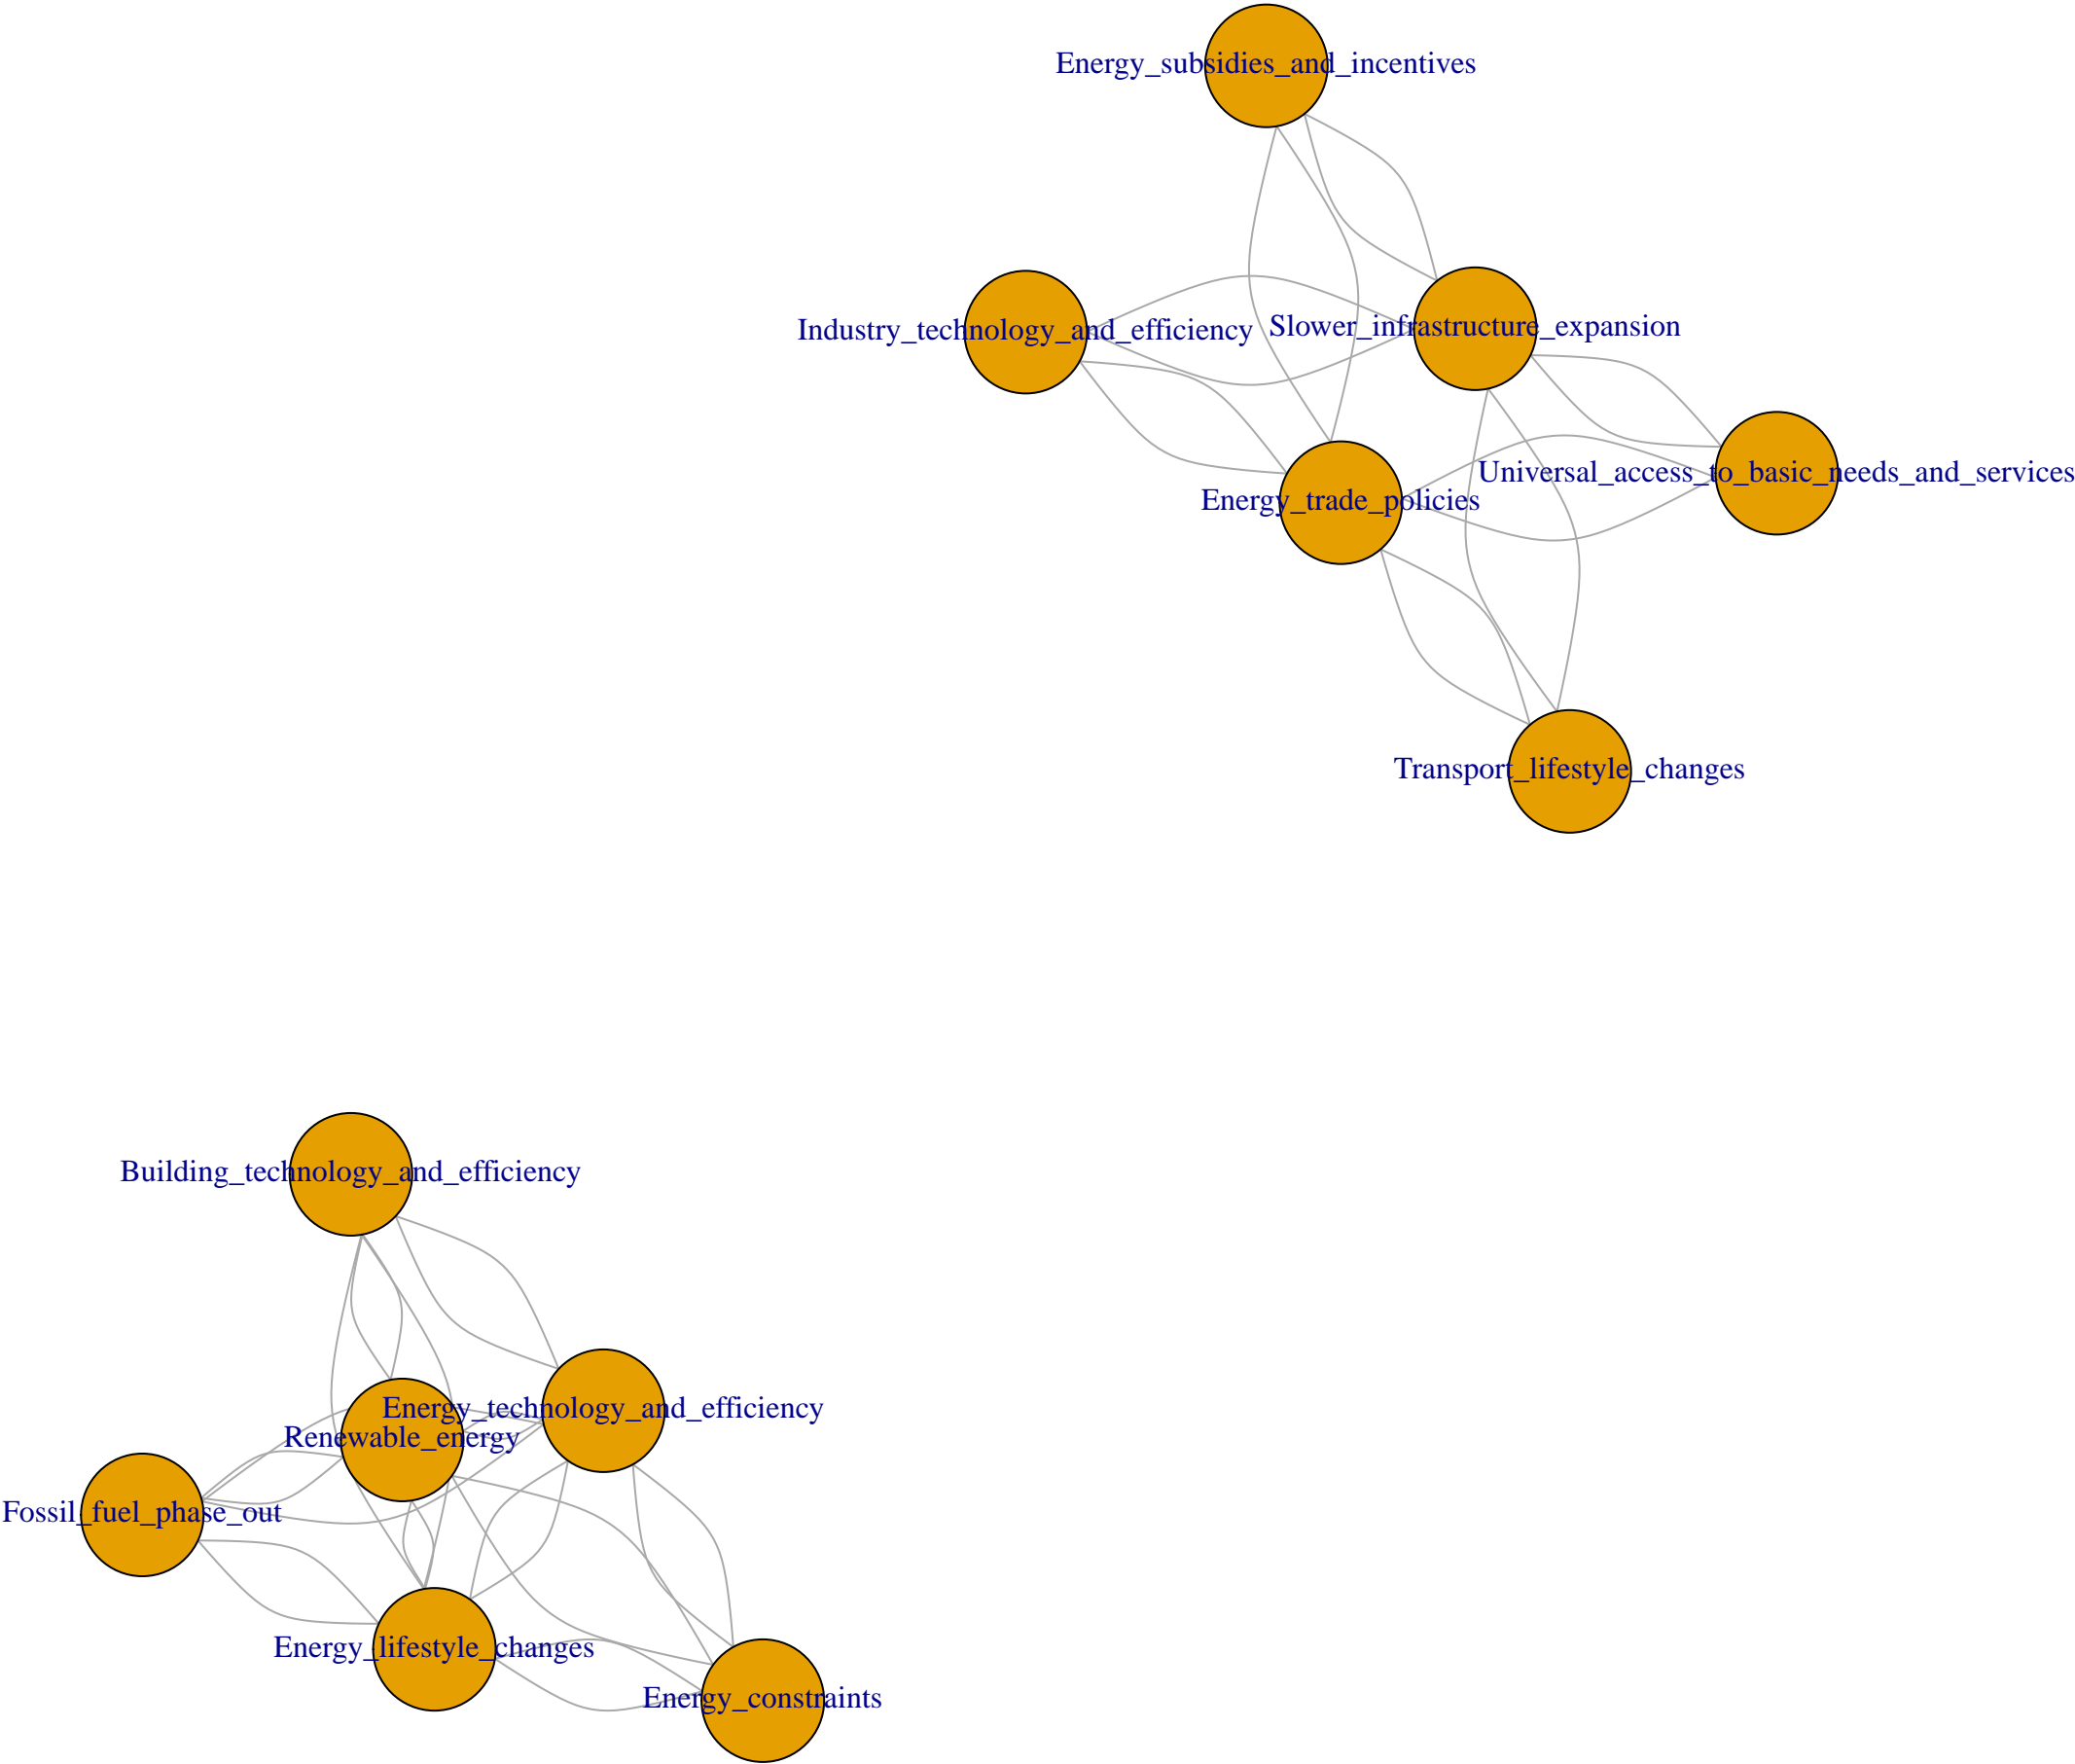 Energy_subsidies_and_incentives
Industry_technology_and_efficiency
Slower_infrastructure_expansion
Universal_access_to_basic_needs_and_services
Energy_trade_policies
Transport_lifestyle_changes
Building_technology_and_efficiency
Energy_technology_and_efficiency
Renewable_energy
Fossil_fuel_phase_out
Energy_lifestyle_changes
Energy_constraints